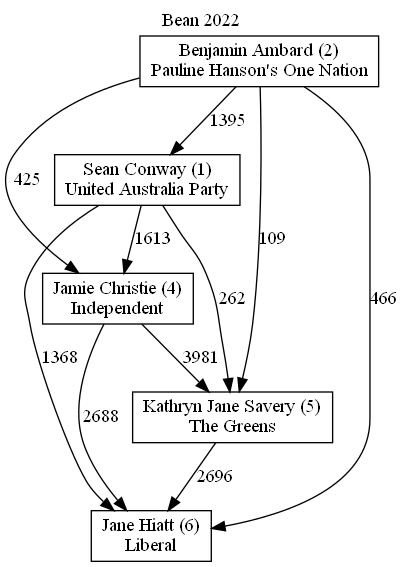 Bean 2022
Benjamin Ambard (2)
Pauline Hanson's One Nation
1395
Sean Conway (1)
United Australia Party
425
1613
109
Jamie Christie (4)
Independent
262
466
1368
3981
2688
Kathryn Jane Savery (5)
The Greens
2696
Jane Hiatt (6)
Liberal